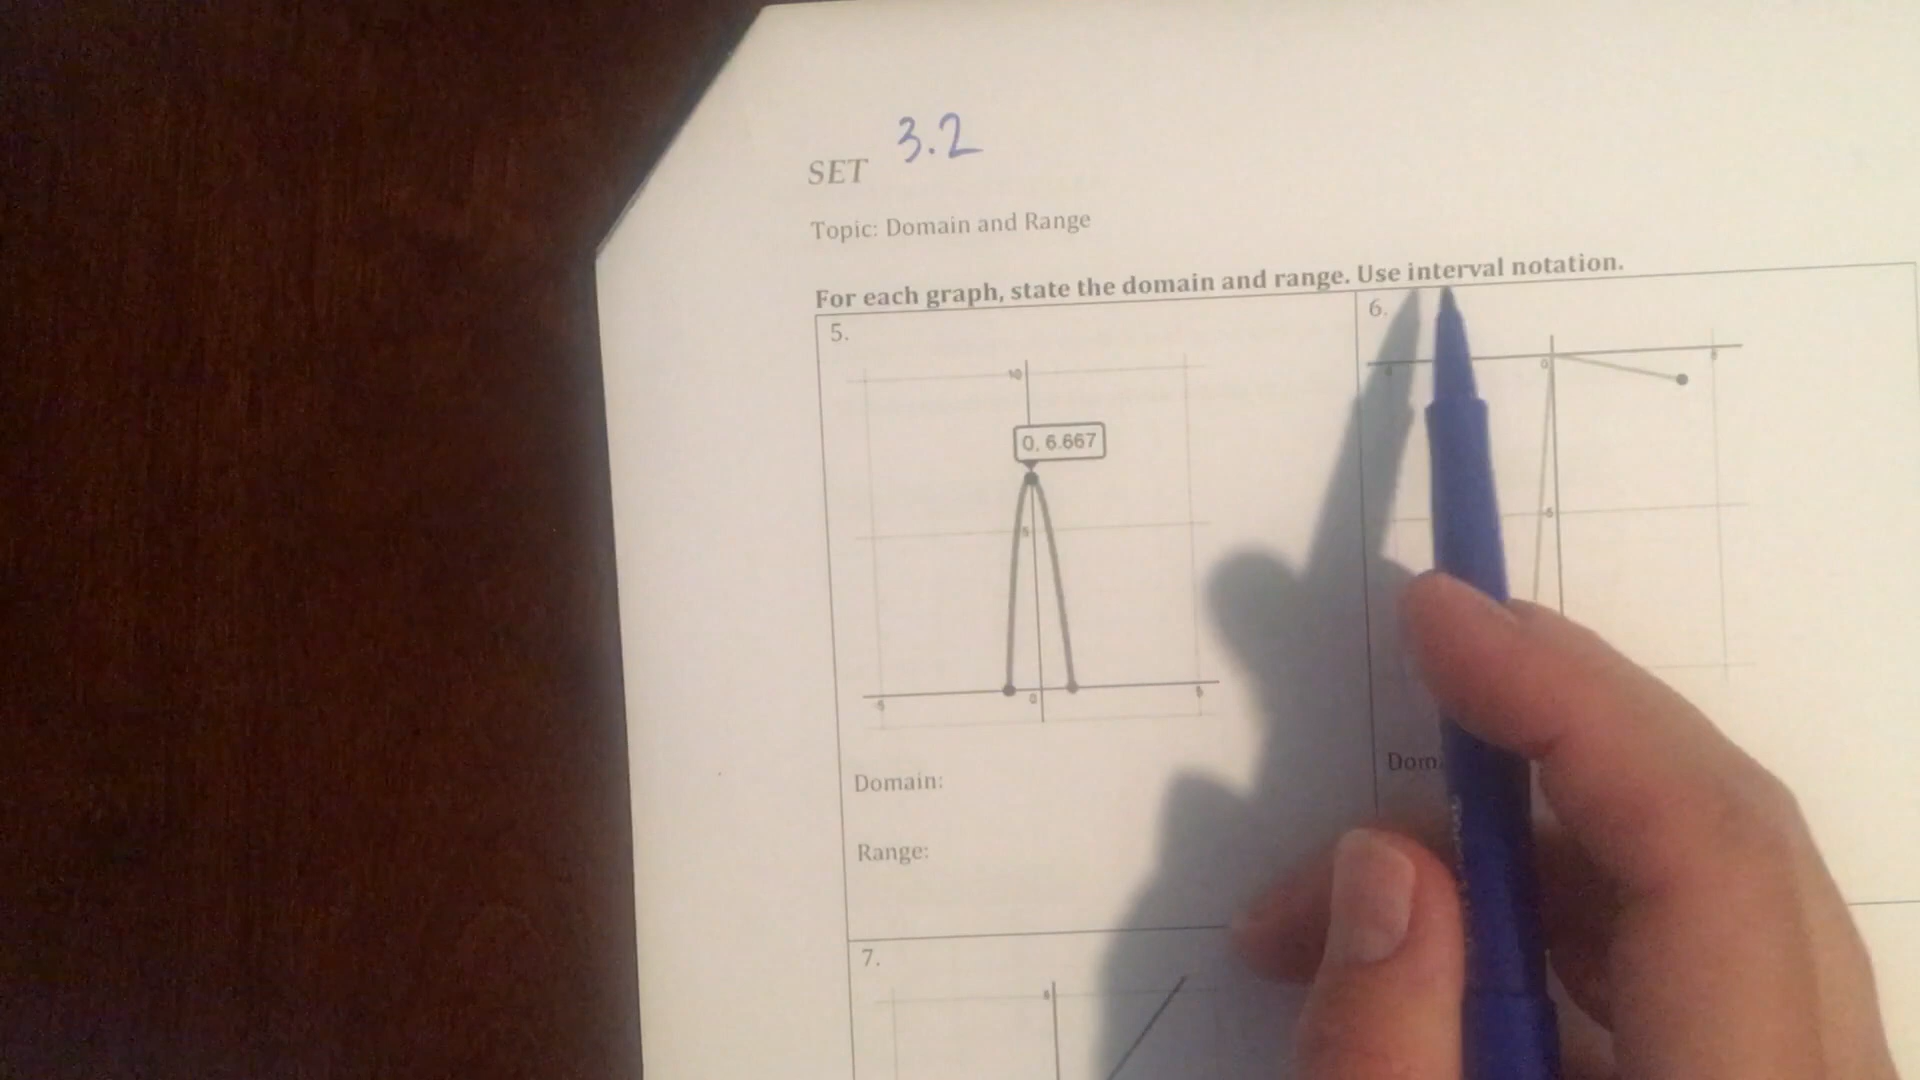 SET 3.2
Topic: Domain and Range
For each graph, state the domain and range. Use interval notation.
5.
10
0, 6.667
5
0
5
Domain:
Range:
6.
0
-5
7.